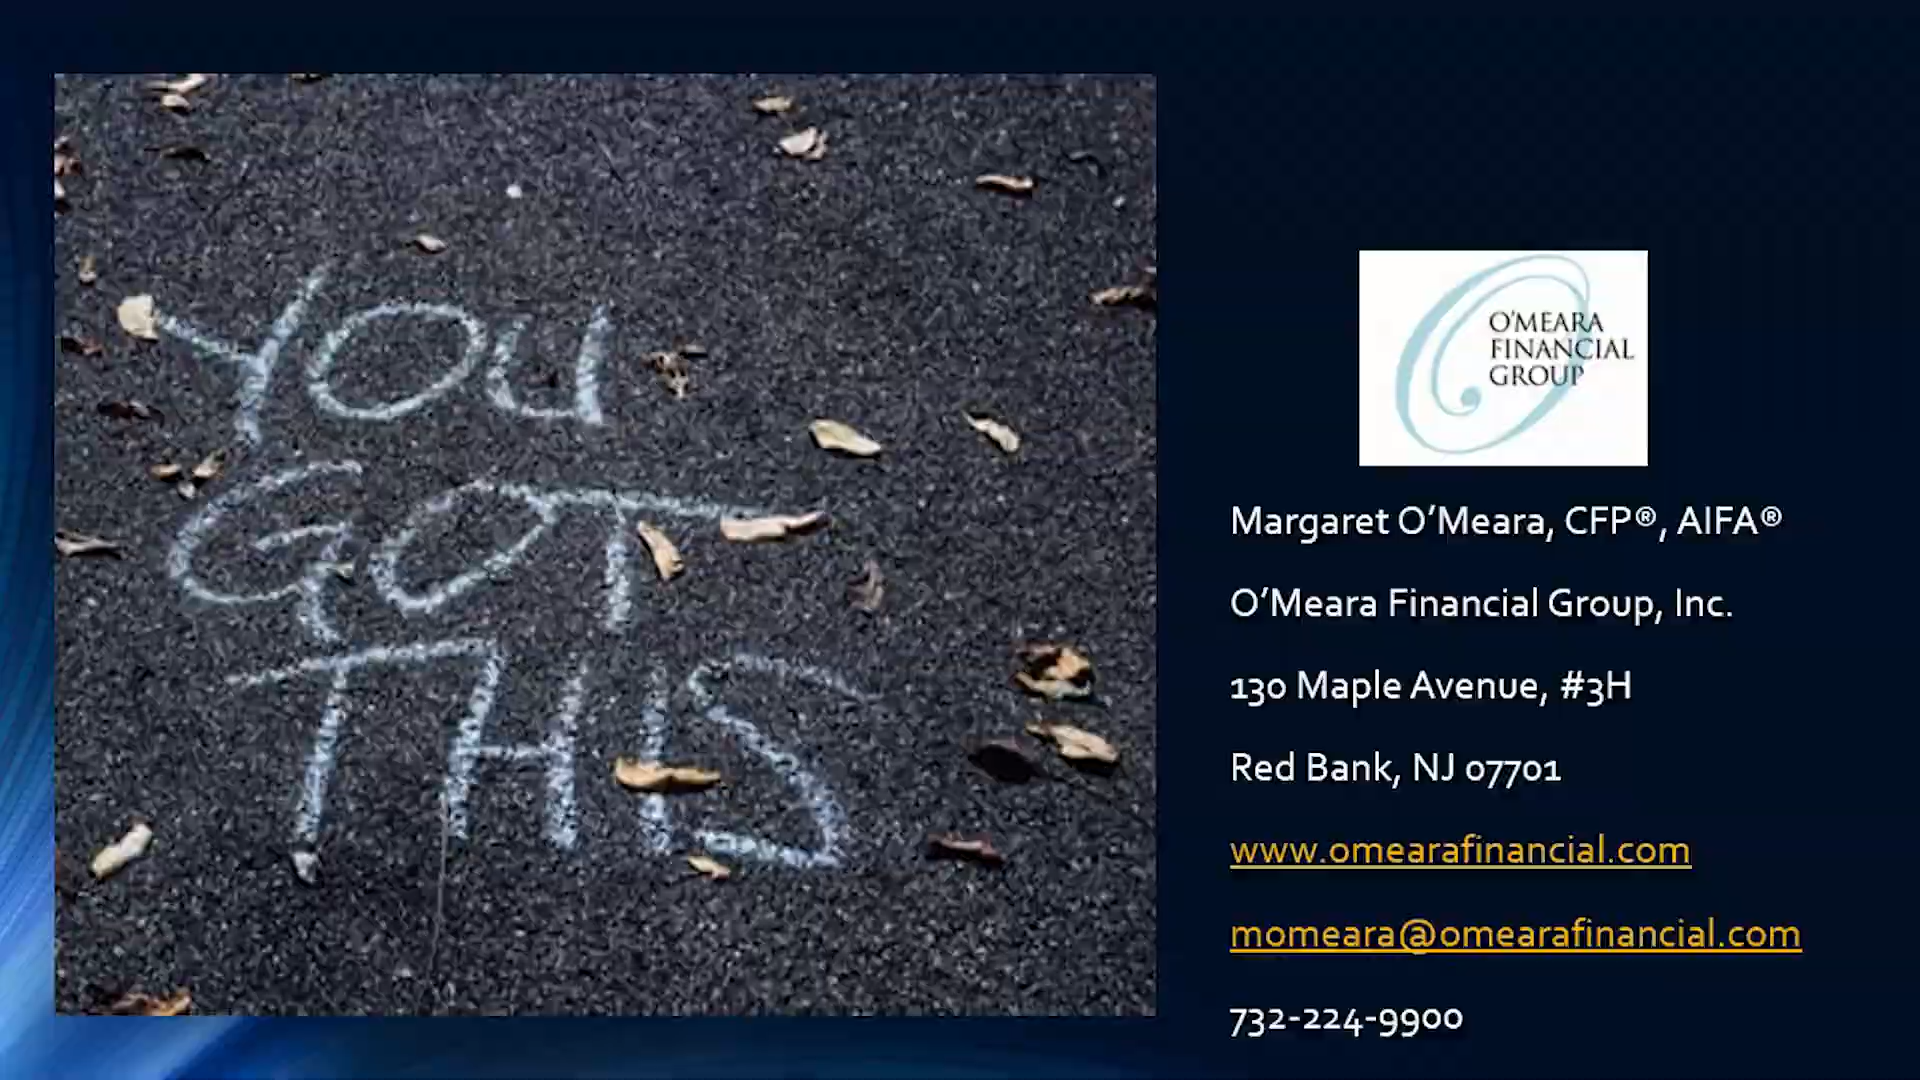 YOU
GOT
THIS
O'MEARA
FINANCIAL
GROUP
Margaret O’Meara, CFP®, AIFA®
O’Meara Financial Group, Inc.
130 Maple Avenue, #3H
Red Bank, NJ 07701
www.omearafinancial.com
momeara@omearafinancial.com
732-224-9900